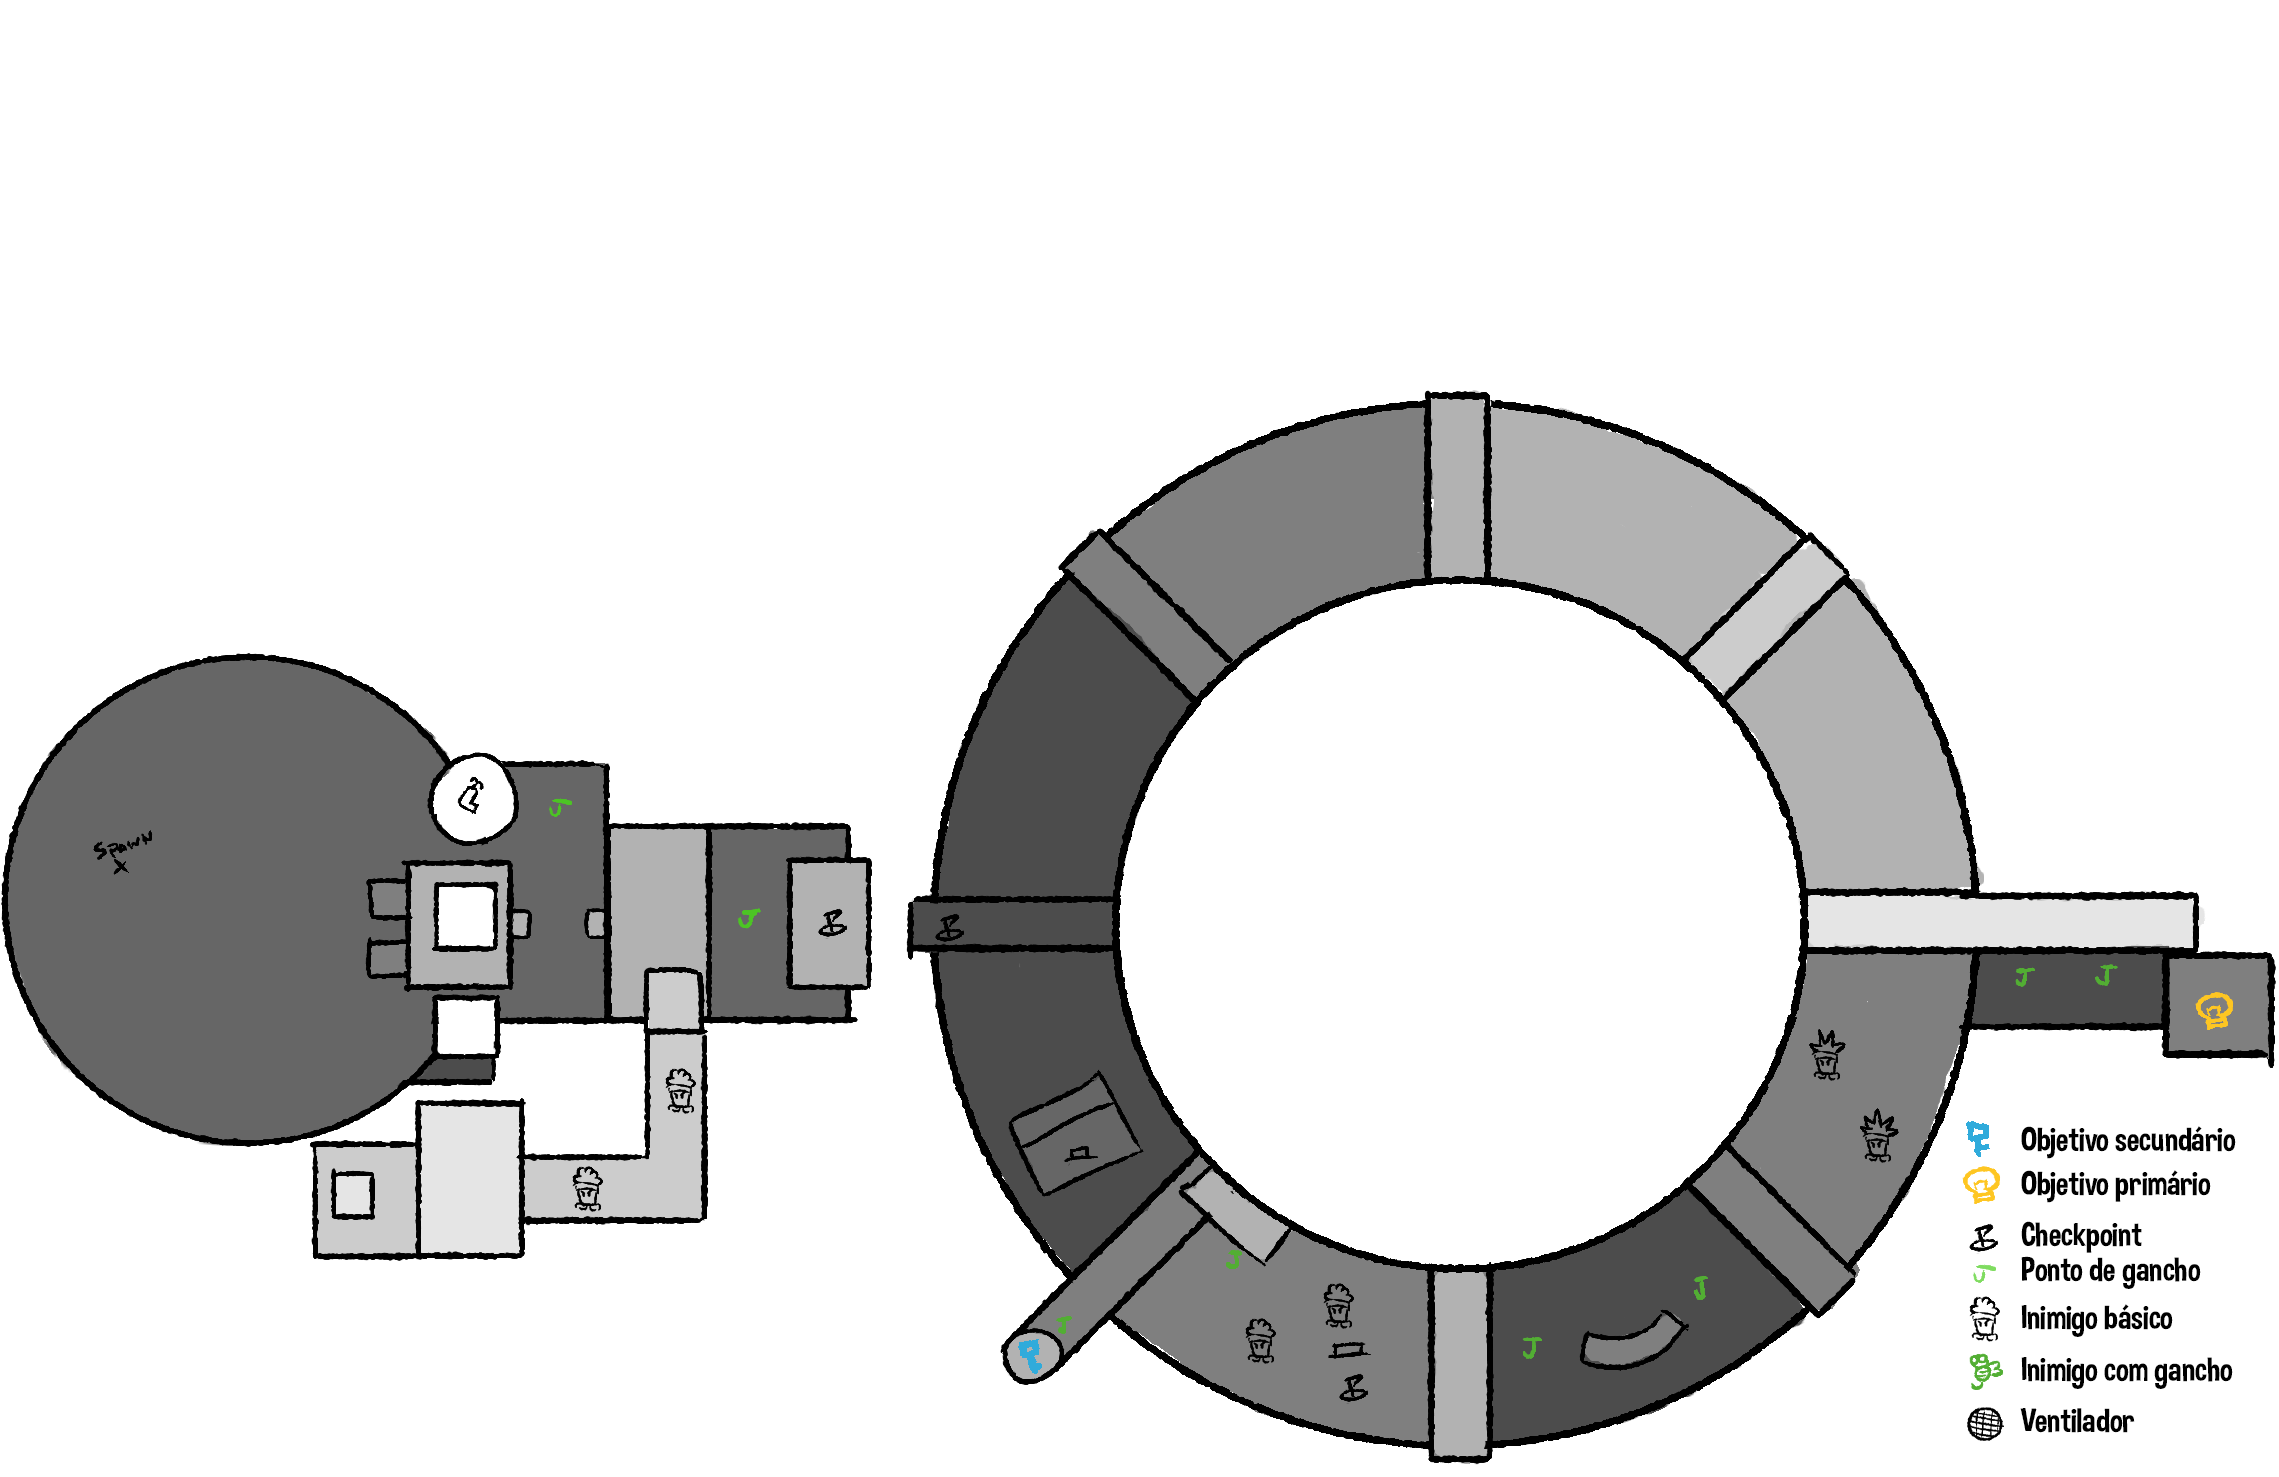 Spawn
Objetivo secundário
Objetivo primário
Checkpoint
Ponto de gancho
Inimigo básico
Inimigo com gancho
Ventilador